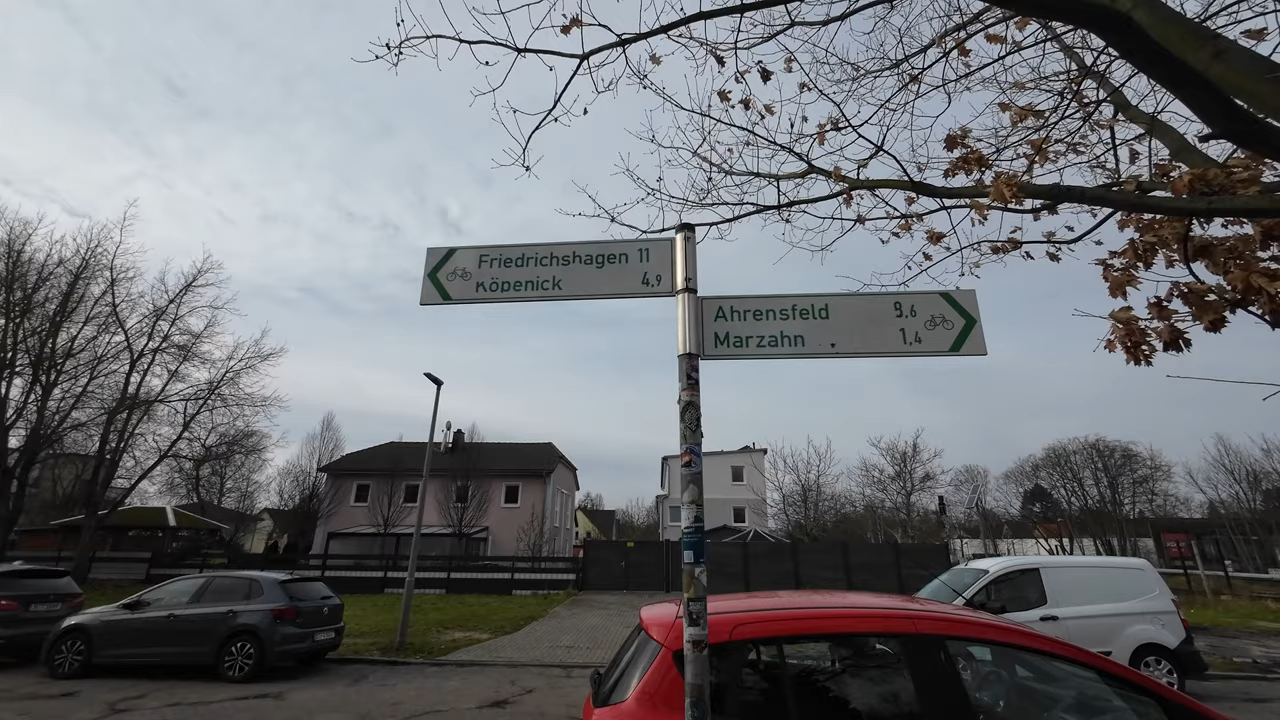 Friedrichshagen 11
Köpenick 4,9
Ahrensfeld 9,6
Marzahn 1,4